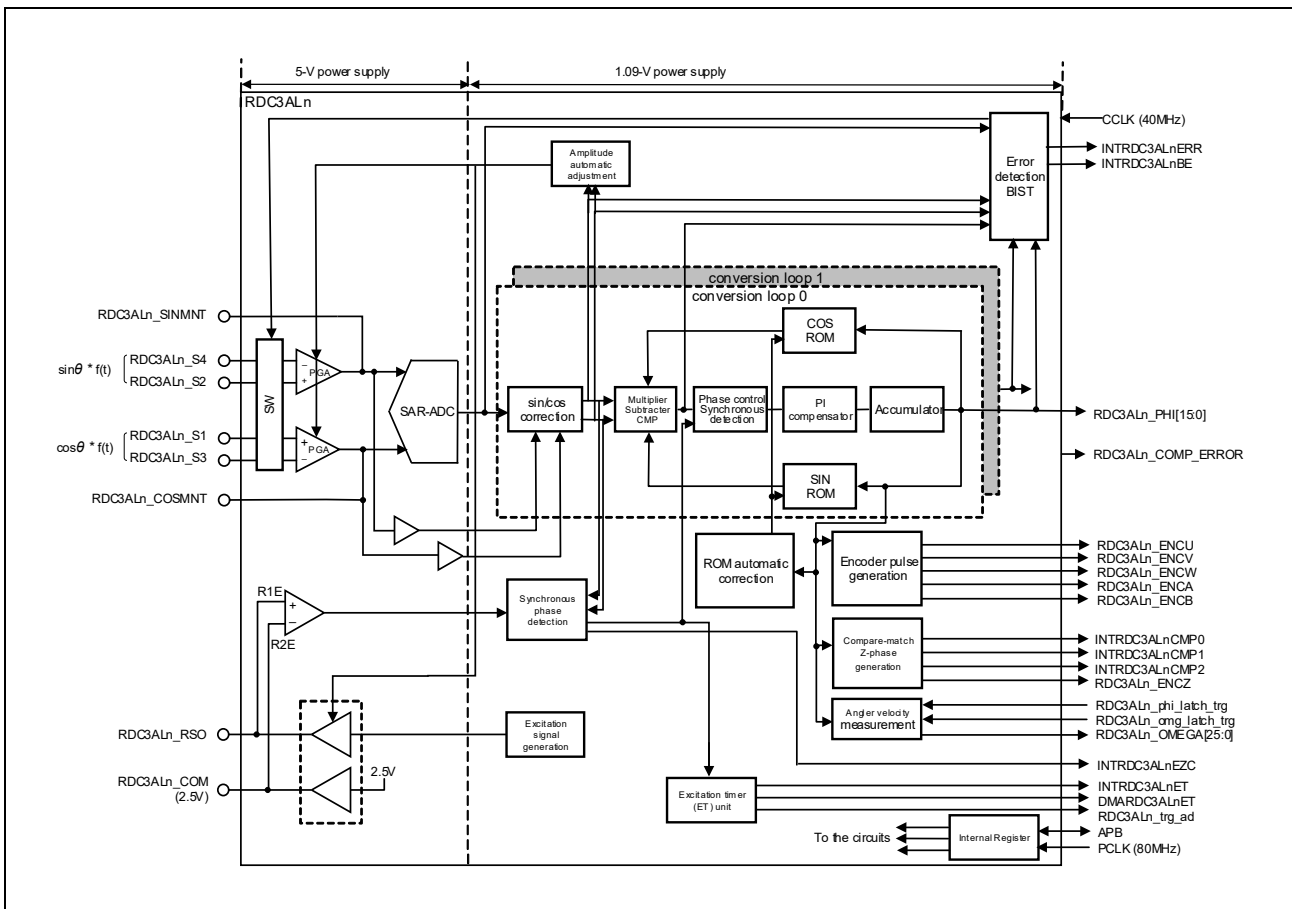 5-V power supply
1.09-V power supply
RDC3ALn
CCLK (40MHz)
INTRDC3ALnERR
INTRDC3ALnBE
Error
detection
BIST
Amplitude
automatic
adjustment
conversion loop 1
conversion loop 0
RDC3ALn_SINMNT
RDC3ALn_S4
RDC3ALn_S2
sinθ * f(t)
RDC3ALn_S1
RDC3ALn_S3
cosθ * f(t)
RDC3ALn_COSMNT
SW
−
PGA
+
+
PGA
−
SAR-ADC
sin/cos
correction
Multiplier
Subtracter
CMP
Phase control
Synchronous
detection
PI
compensator
Accumulator
COS
ROM
SIN
ROM
RDC3ALn_PHI[15:0]
RDC3ALn_COMP_ERROR
ROM automatic
correction
Encoder pulse
generation
RDC3ALn_ENCU
RDC3ALn_ENCV
RDC3ALn_ENCW
RDC3ALn_ENCA
RDC3ALn_ENCB
Compare-match
Z-phase
generation
INTRDC3ALnCMP0
INTRDC3ALnCMP1
INTRDC3ALnCMP2
RDC3ALn_ENCZ
Angler velocity
measurement
RDC3ALn_phi_latch_trg
RDC3ALn_omg_latch_trg
RDC3ALn_OMEGA[25:0]
R1E
+
−
R2E
Synchronous
phase
detection
Excitation
signal
generation
RDC3ALn_RSO
RDC3ALn_COM
(2.5V)
2.5V
INTRDC3ALnEZC
Excitation timer
(ET) unit
INTRDC3ALnET
DMARDC3ALnET
RDC3ALn_trg_ad
To the circuits
Internal Register
APB
PCLK (80MHz)